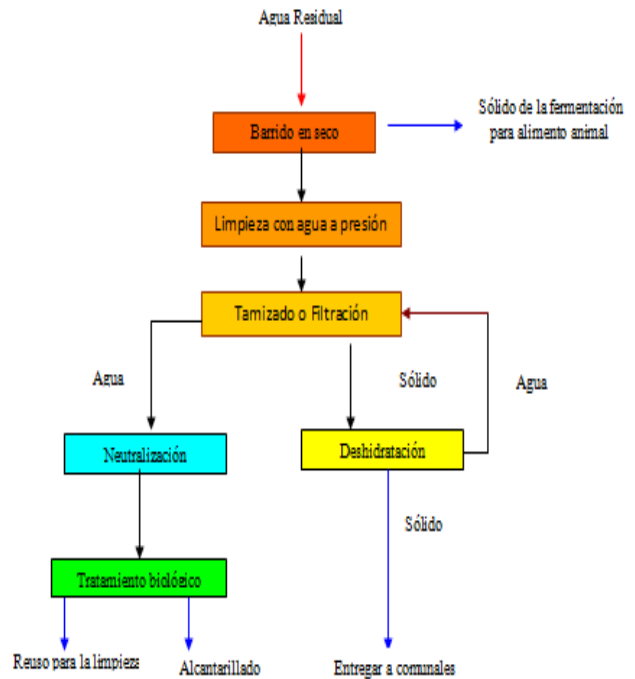 Agua Residual
Barrido en seco
Sólido de la fermentación
para alimento animal
Limpieza con agua a presión
Tamizado o Filtración
Agua
Sólido
Agua
Neutralización
Deshidratación
Sólido
Tratamiento biológico
Reuso para la limpieza
Alcantarillado
Entregar a comunales